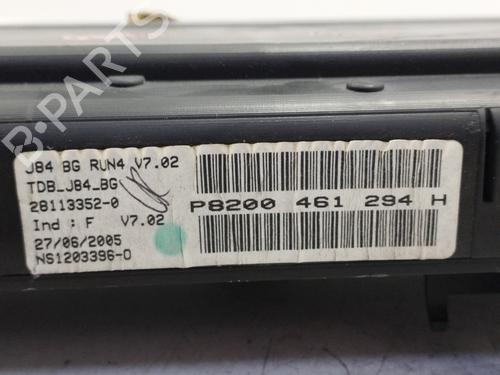 B-PARTS
J84 BG RUN4 V7.02
TDB_J84_BG
28113352-0
Ind : F V7.02
27/06/2005
NS1203396-0
P8200 461 294 H